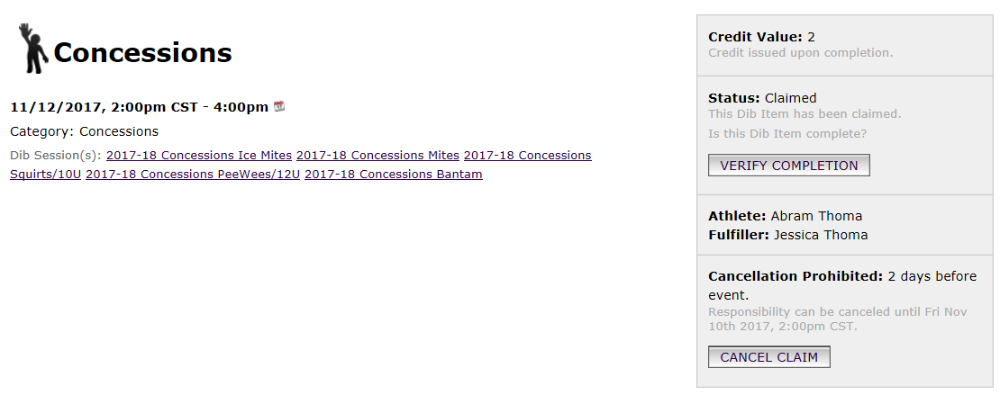 Concessions
11/12/2017, 2:00pm CST - 4:00pm
Category: Concessions
Dib Session(s): 2017-18 Concessions Ice Mites 2017-18 Concessions Mites 2017-18 Concessions
Squirts/10U 2017-18 Concessions PeeWees/12U 2017-18 Concessions Bantam
Credit Value: 2
Credit issued upon completion.
Status: Claimed
This Dib Item has been claimed.
Is this Dib Item complete?
VERIFY COMPLETION
Athlete: Abram Thoma
Fulfiller: Jessica Thoma
Cancellation Prohibited: 2 days before
event.
Responsibility can be canceled until Fri Nov
10th 2017, 2:00pm CST.
CANCEL CLAIM